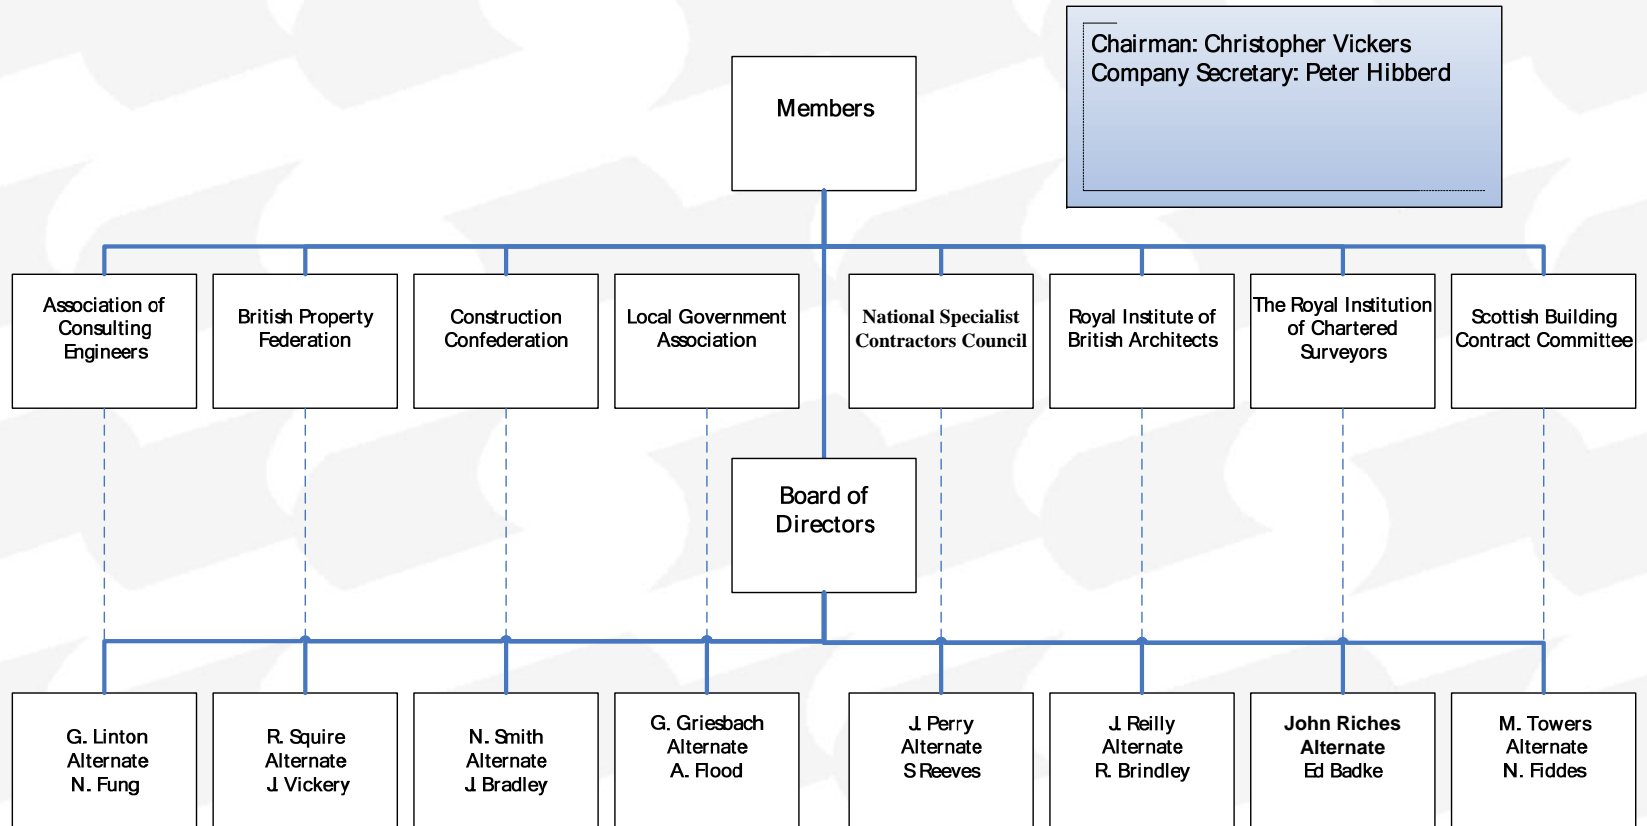 Chairman: Christopher Vickers
Company Secretary: Peter Hibberd
Members
Association of
Consulting
Engineers
British Property
Federation
Construction
Confederation
Local Government
Association
National Specialist
Contractors Council
Royal Institute of
British Architects
The Royal Institution
of Chartered
Surveyors
Scottish Building
Contract Committee
Board of
Directors
G. Linton
Alternate
N. Fung
R. Squire
Alternate
J. Vickery
N. Smith
Alternate
J. Bradley
G. Griesbach
Alternate
A. Flood
J. Perry
Alternate
S Reeves
J. Reilly
Alternate
R. Brindley
John Riches
Alternate
Ed Badke
M. Towers
Alternate
N. Fiddes